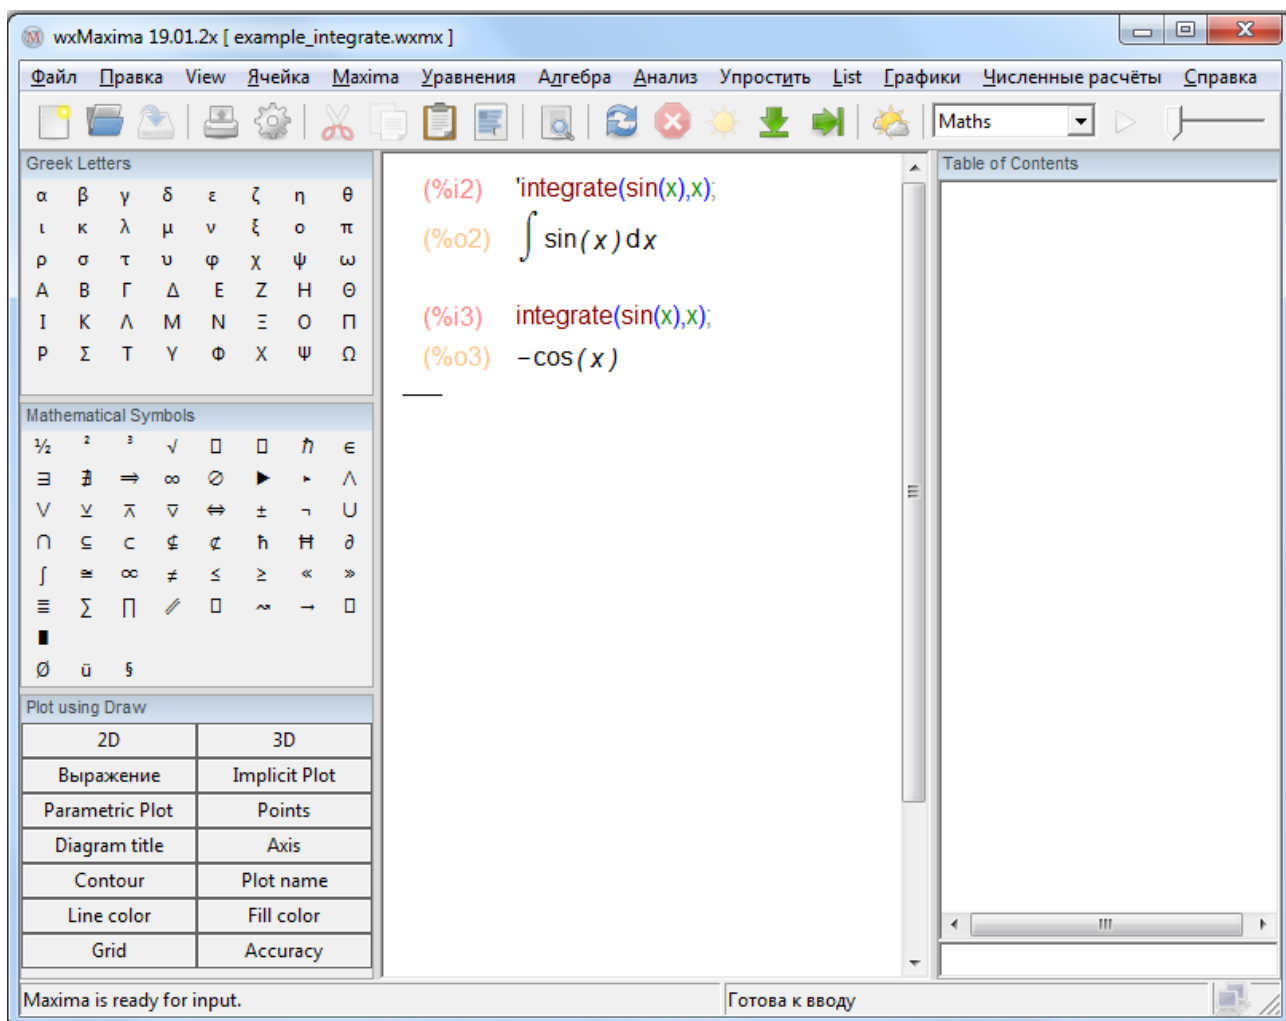 wxMaxima 19.01.2x [ example_integrate.wxmx ]
Файл Правка View Ячейка Maxima Уравнения Алгебра Анализ Упростить List Графики Численные расчёты Справка
Maths
Greek Letters
α β γ δ ε ζ η θ
ι κ λ μ ν ξ ο π
ρ σ τ υ φ χ ψ ω
Α Β Γ Δ Ε Ζ Η Θ
Ι Κ Λ Μ Ν Ξ Ο Π
Ρ Σ Τ Υ Φ Χ Ψ Ω
Mathematical Symbols
½ ² ³ √ ℏ ∈
∃ ∄ ⇒ ∞ ∅ ▶ ‣ ⋀
⋁ ⊻ ⊼ ⊽ ⇔ ± ¬ ⋃
⋂ ⊆ ⊂ ⊈ ⊄ ħ Ħ ∂
∫ ≅ ∝ ≠ ≤ ≥ ≪ ≫
≣ ∑ ∏ ⫽ ⇝ →
∎
Ø ü §
Plot using Draw
2D 3D
Выражение Implicit Plot
Parametric Plot Points
Diagram title Axis
Contour Plot name
Line color Fill color
Grid Accuracy
(%i2) 'integrate(sin(x),x);
(%o2) ∫ sin(x) dx
(%i3) integrate(sin(x),x);
(%o3) −cos(x)
Table of Contents
Maxima is ready for input.
Готова к вводу